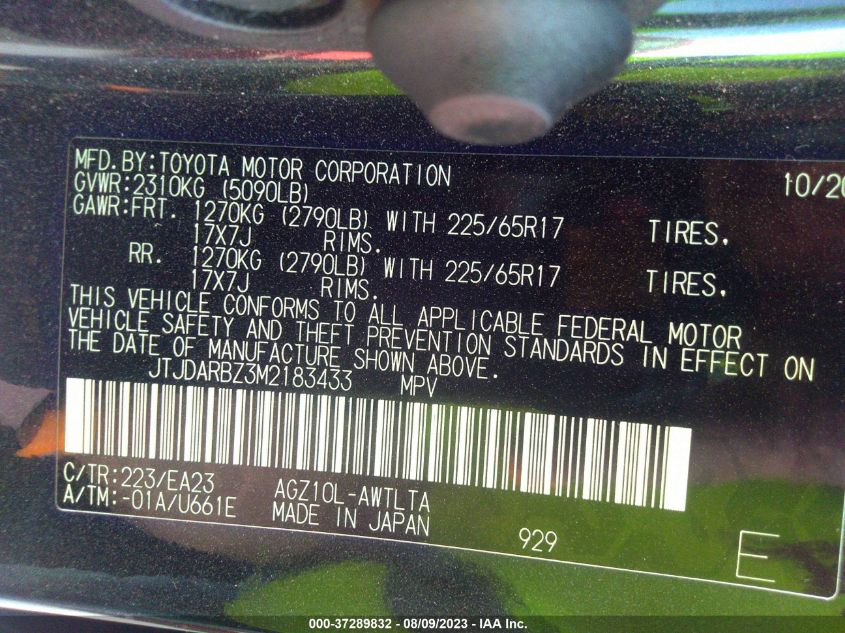 MFD.BY:TOYOTA MOTOR CORPORATION 10/20
GVWR:2310KG (5090LB)
GAWR:FRT. 1270KG (2790LB) WITH 225/65R17 TIRES.
17X7J RIMS.
RR. 1270KG (2790LB) WITH 225/65R17 TIRES.
17X7J RIMS.
THIS VEHICLE CONFORMS TO ALL APPLICABLE FEDERAL MOTOR
VEHICLE SAFETY AND THEFT PREVENTION STANDARDS IN EFFECT ON
THE DATE OF MANUFACTURE SHOWN ABOVE.
JTJDARBZ3M2183433 MPV
C/TR:223/EA23 AGZ10L-AWTLTA
A/TM:-01A/U661E MADE IN JAPAN
929 E
000-37289832 - 08/09/2023 - IAA Inc.